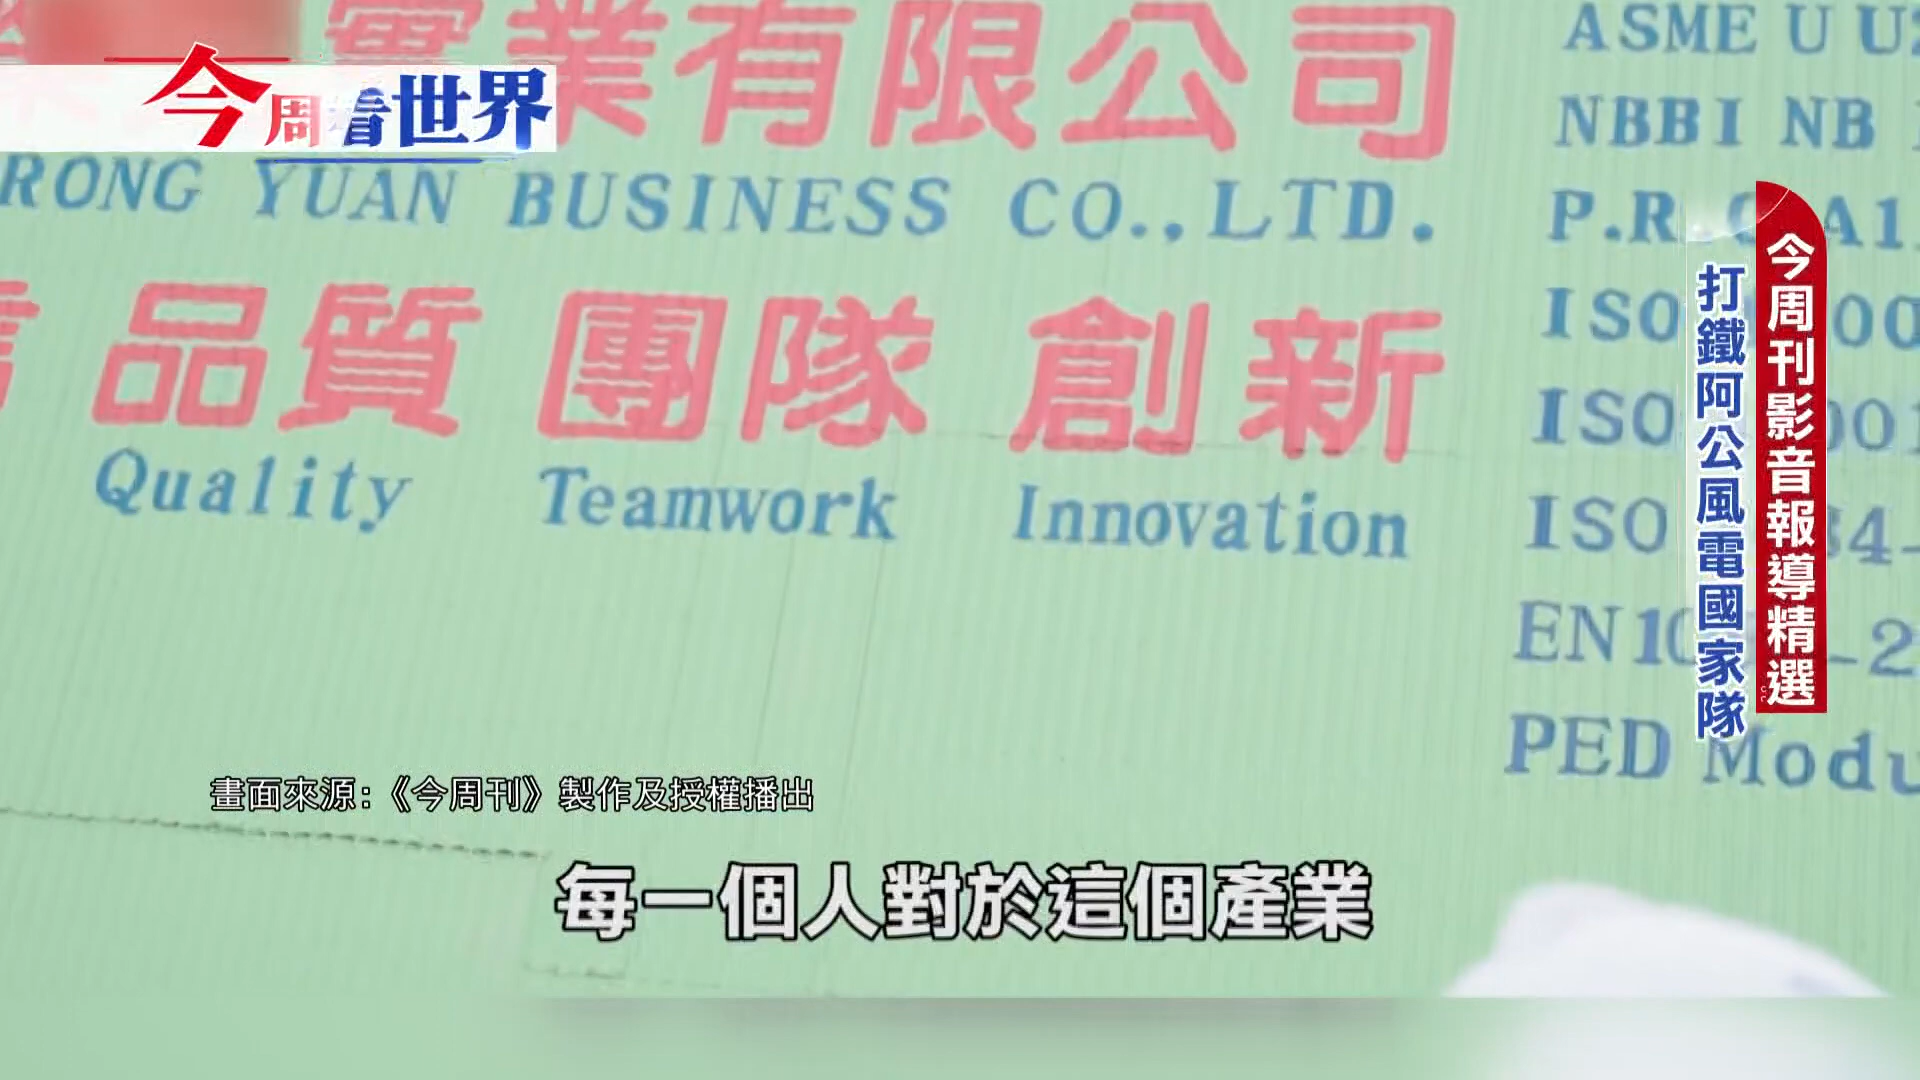 今周看世界
實業有限公司
RONG YUAN BUSINESS CO.,LTD.
品質 團隊 創新
Quality Teamwork Innovation
ASME U
NBBI NB
P.R.
ISO
ISO
ISO
EN10
PED
今周刊影音報導精選
打鐵阿公風電國家隊
畫面來源:《今周刊》製作及授權播出
每一個人對於這個產業